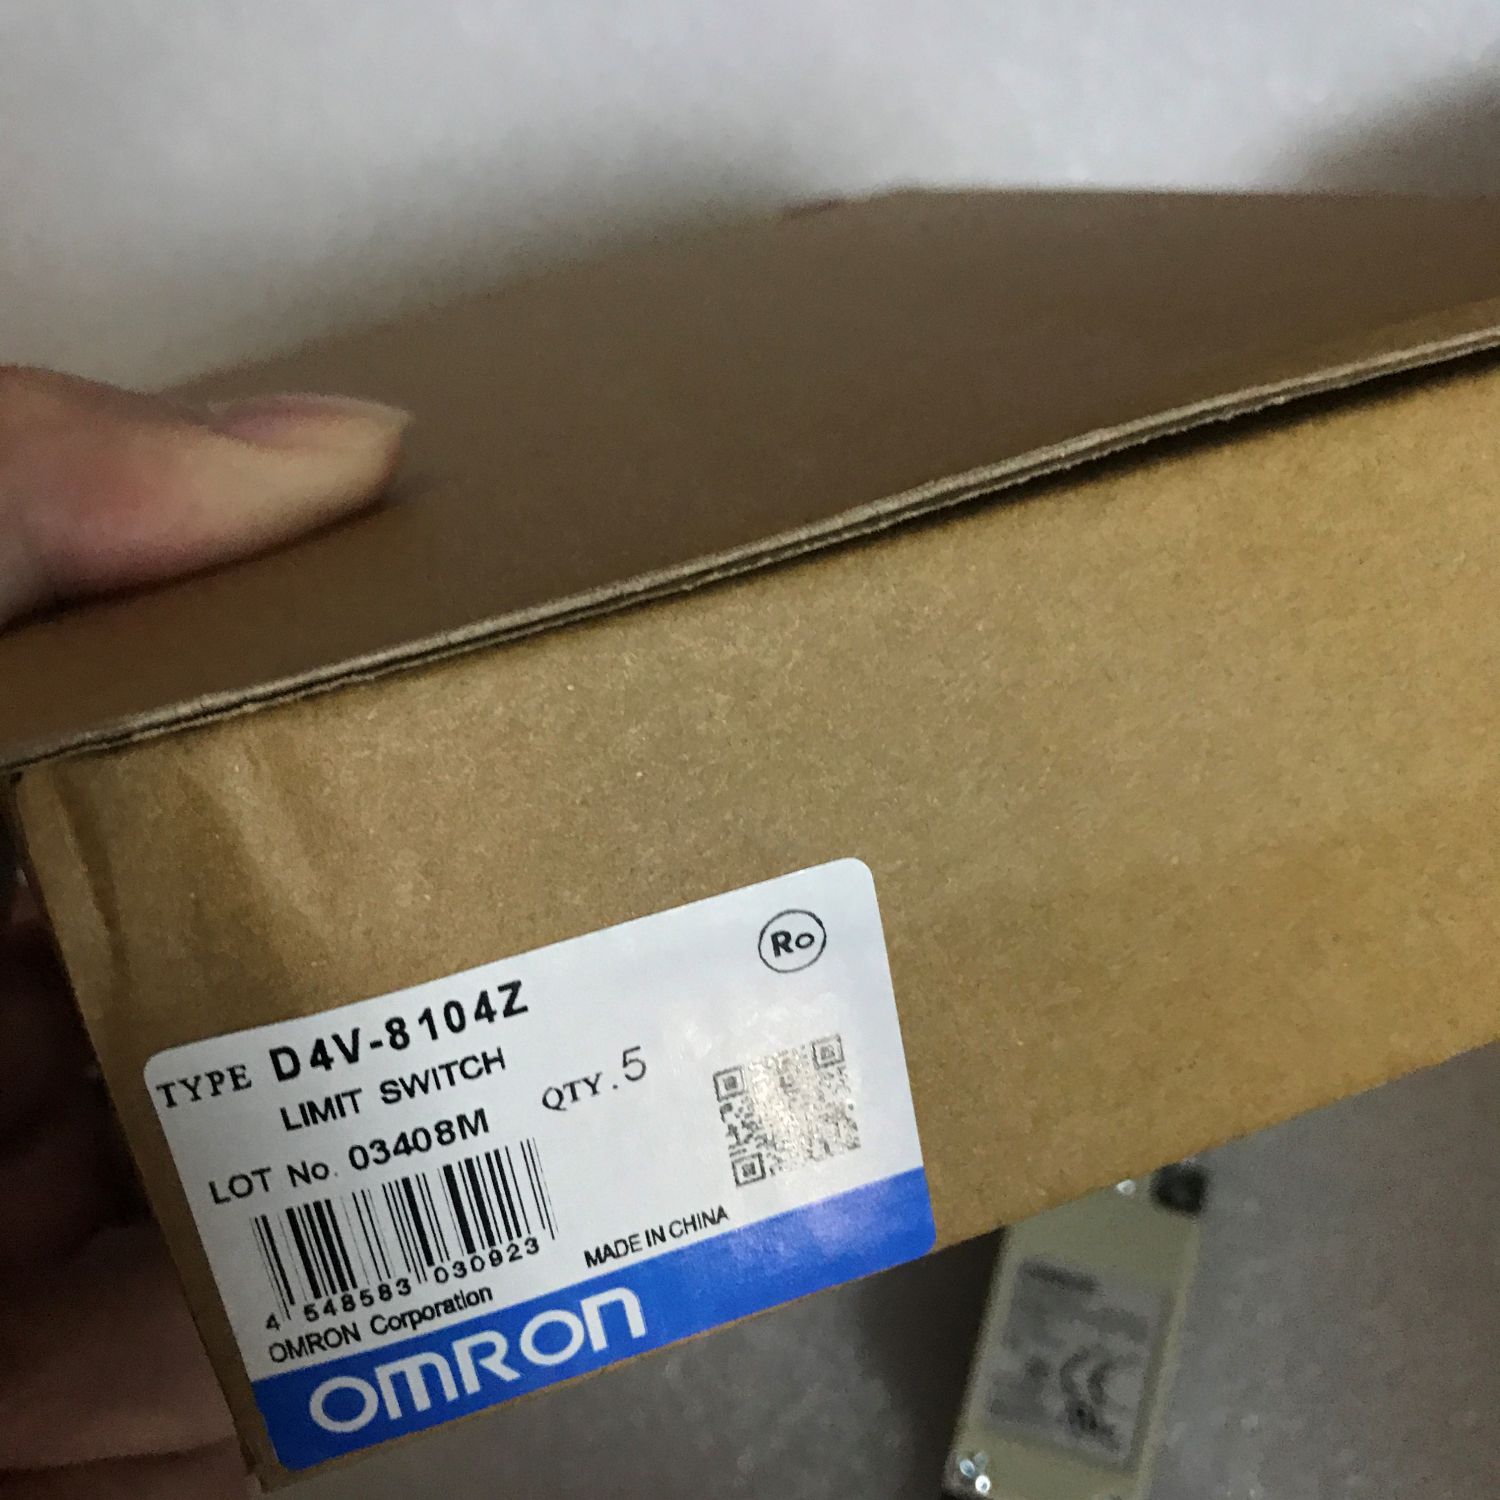 Ro
TYPE D4V-8104Z
LIMIT SWITCH
QTY. 5
LOT No. 03408M
4 548583 030923
MADE IN CHINA
OMRON Corporation
OMRON